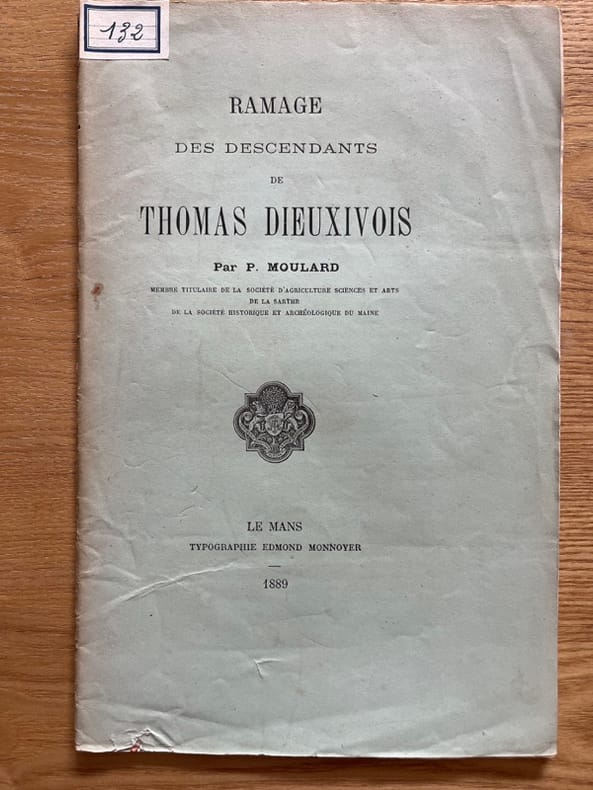 132
RAMAGE
DES DESCENDANTS
DE
THOMAS DIEUXIVOIS
Par P. MOULARD
MEMBRE TITULAIRE DE LA SOCIÉTÉ D'AGRICULTURE SCIENCES ET ARTS
DE LA SARTHE
DE LA SOCIÉTÉ HISTORIQUE ET ARCHÉOLOGIQUE DU MAINE
LE MANS
TYPOGRAPHIE EDMOND MONNOYER
1889